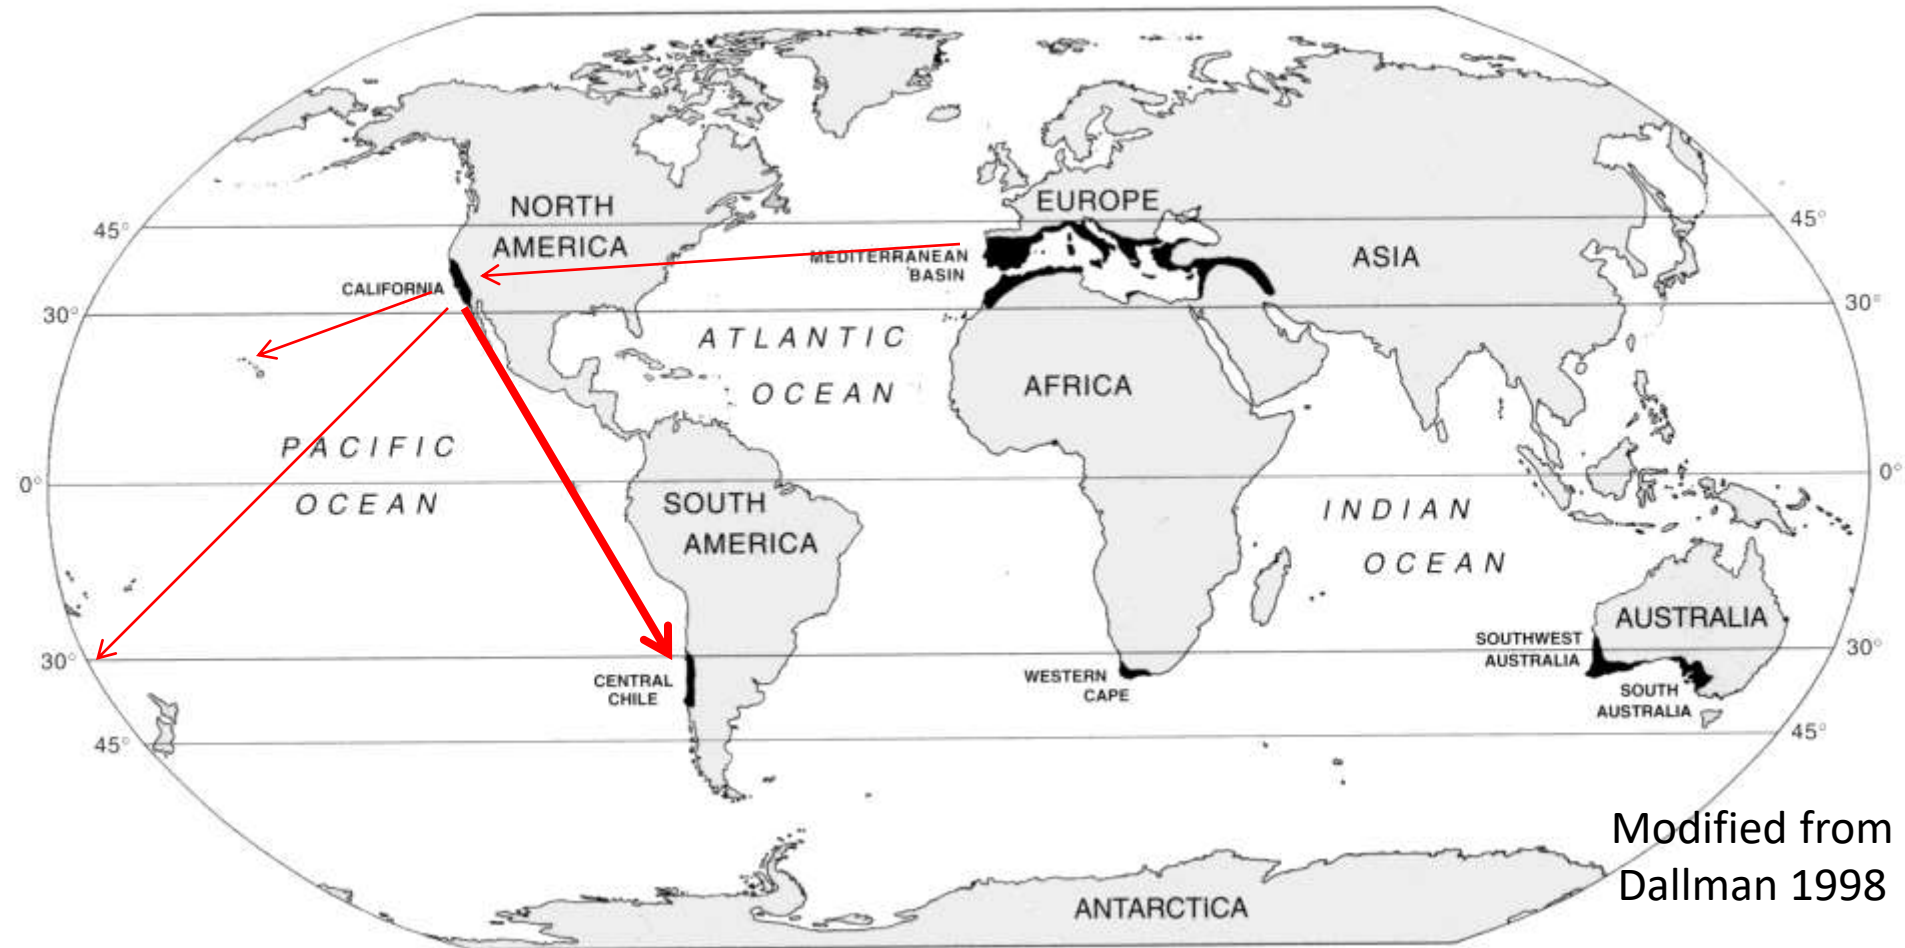 NORTH
AMERICA
EUROPE
ASIA
MEDITERRANEAN
BASIN
CALIFORNIA
45°
45°
30°
30°
ATLANTIC
OCEAN
AFRICA
PACIFIC
OCEAN
0°
0°
SOUTH
AMERICA
INDIAN
OCEAN
AUSTRALIA
SOUTHWEST
AUSTRALIA
30°
30°
CENTRAL
CHILE
WESTERN
CAPE
SOUTH
AUSTRALIA
45°
45°
ANTARCTICA
Modified from
Dallman 1998